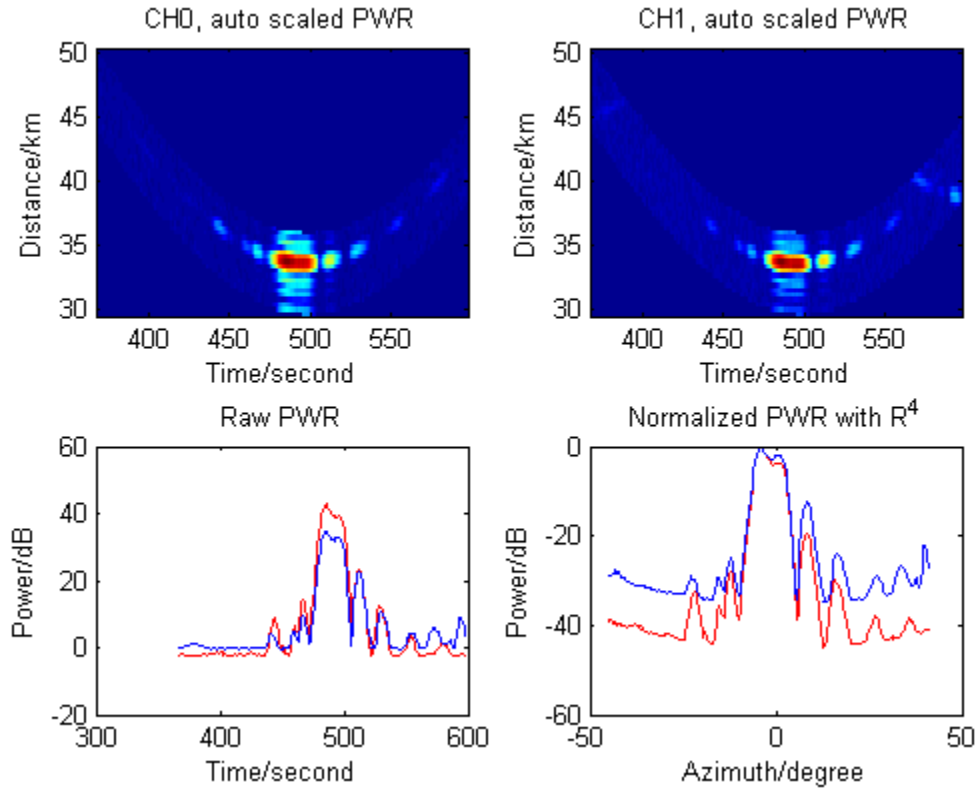 CH0, auto scaled PWR
50
45
40
35
30
Distance/km
400 450 500 550
Time/second
CH1, auto scaled PWR
50
45
40
35
30
Distance/km
400 450 500 550
Time/second
Raw PWR
60
40
20
0
-20
Power/dB
300 400 500 600
Time/second
Normalized PWR with R⁴
0
-20
-40
-60
Power/dB
-50 0 50
Azimuth/degree